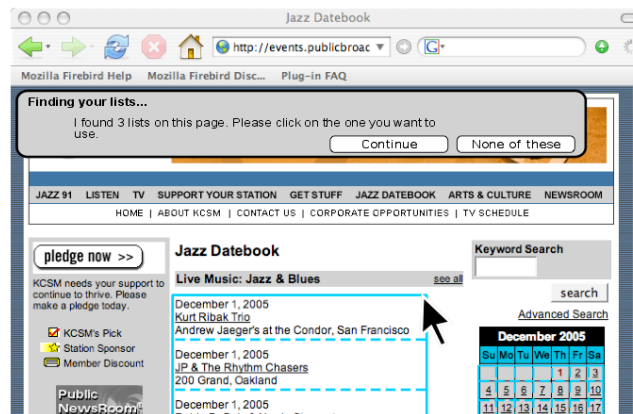 Jazz Datebook
http://events.publicbroac
G
Mozilla Firebird Help Mozilla Firebird Disc... Plug-in FAQ
Finding your lists...
I found 3 lists on this page. Please click on the one you want to
use.
Continue None of these
JAZZ 91 LISTEN TV SUPPORT YOUR STATION GET STUFF JAZZ DATEBOOK ARTS & CULTURE NEWSROOM
HOME | ABOUT KCSM | CONTACT US | CORPORATE OPPORTUNITIES | TV SCHEDULE
pledge now >>
KCSM needs your support to
continue to thrive. Please
make a pledge today.
KCSM's Pick
Station Sponsor
Member Discount
Public
NewsRoom
Jazz Datebook
Live Music: Jazz & Blues see all
December 1, 2005
Kurt Ribak Trio
Andrew Jaeger's at the Condor, San Francisco
December 1, 2005
JP & The Rhythm Chasers
200 Grand, Oakland
December 1, 2005
Keyword Search
search
Advanced Search
December 2005
Su Mo Tu We Th Fr Sa
1 2 3
4 5 6 7 8 9 10
11 12 13 14 15 16 17